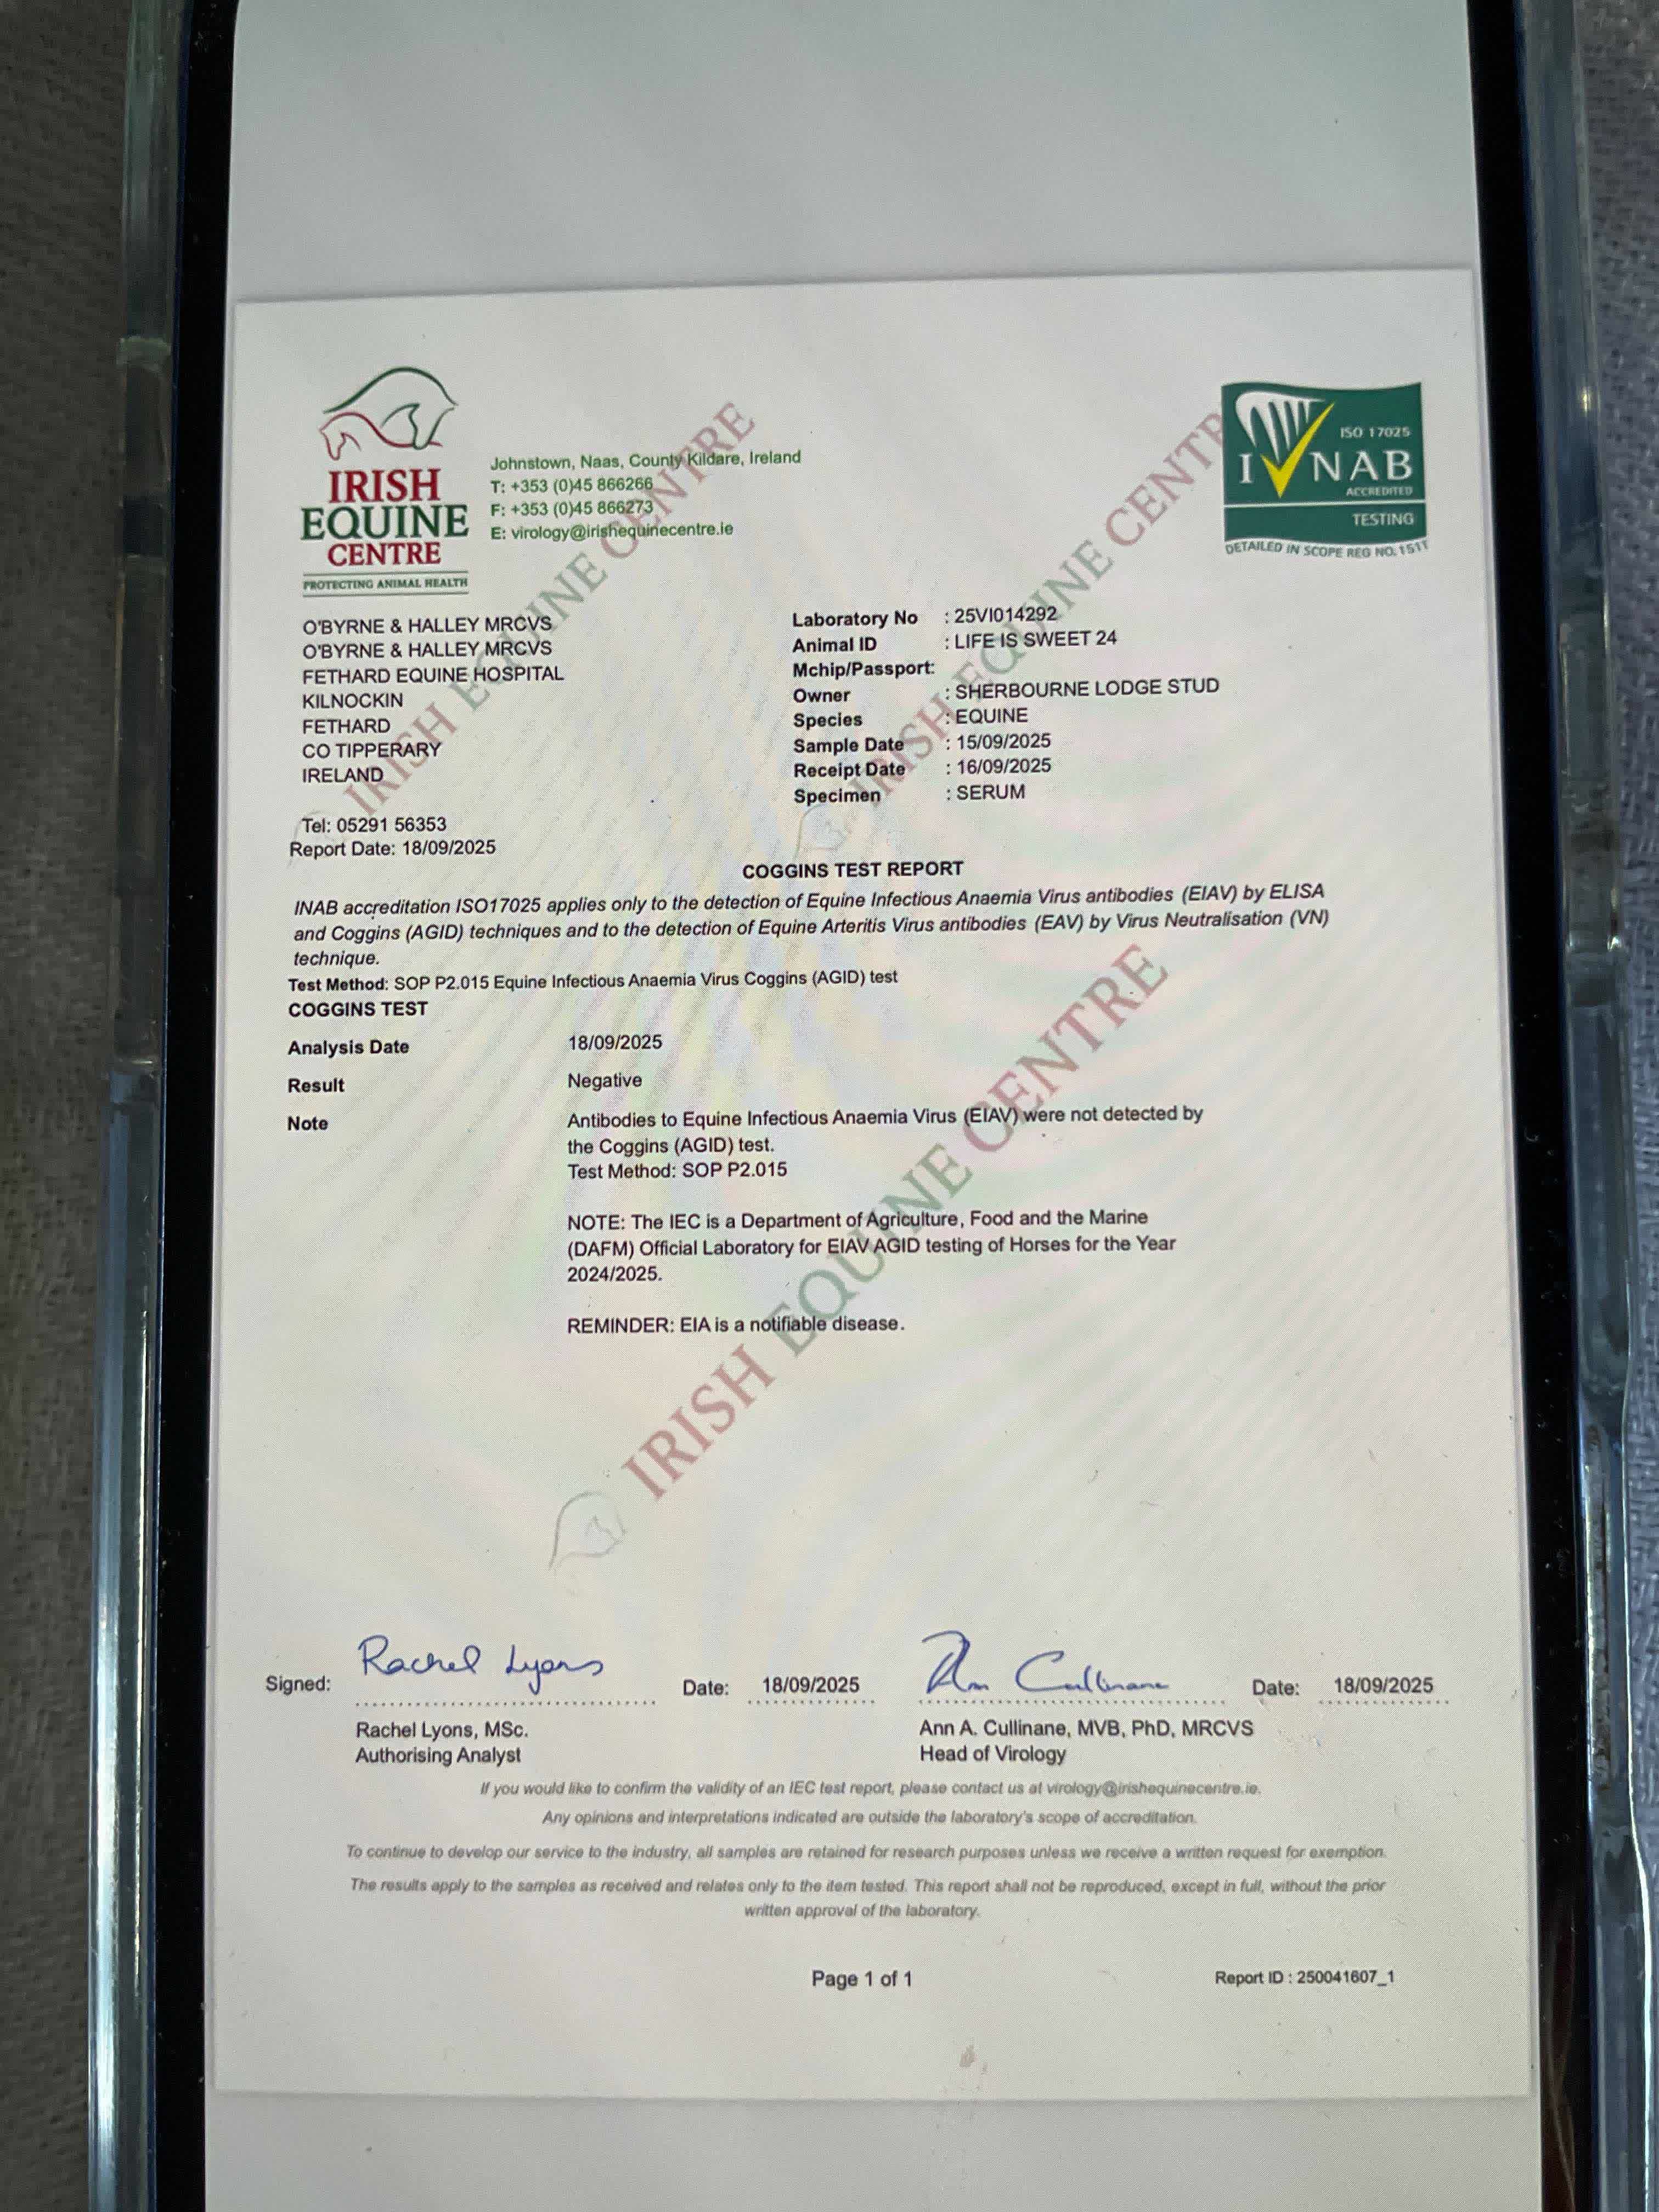 IRISH
EQUINE
CENTRE
PROTECTING ANIMAL HEALTH
Johnstown, Naas, County Kildare, Ireland
T: +353 (0)45 866266
F: +353 (0)45 866273
E: virology@irishequinecentre.ie
ISO 17025
INAB
ACCREDITED
TESTING
DETAILED IN SCOPE REG NO. 151T
O'BYRNE & HALLEY MRCVS
O'BYRNE & HALLEY MRCVS
FETHARD EQUINE HOSPITAL
KILNOCKIN
FETHARD
CO TIPPERARY
IRELAND
Tel: 05291 56353
Report Date: 18/09/2025
Laboratory No : 25VI014292
Animal ID : LIFE IS SWEET 24
Mchip/Passport:
Owner : SHERBOURNE LODGE STUD
Species : EQUINE
Sample Date : 15/09/2025
Receipt Date : 16/09/2025
Specimen : SERUM
IRISH EQUINE CENTRE
IRISH EQUINE CENTR
COGGINS TEST REPORT
INAB accreditation ISO17025 applies only to the detection of Equine Infectious Anaemia Virus antibodies (EIAV) by ELISA
and Coggins (AGID) techniques and to the detection of Equine Arteritis Virus antibodies (EAV) by Virus Neutralisation (VN)
technique.
Test Method: SOP P2.015 Equine Infectious Anaemia Virus Coggins (AGID) test
COGGINS TEST
Analysis Date 18/09/2025
Result Negative
Note Antibodies to Equine Infectious Anaemia Virus (EIAV) were not detected by
the Coggins (AGID) test.
Test Method: SOP P2.015
NOTE: The IEC is a Department of Agriculture, Food and the Marine
(DAFM) Official Laboratory for EIAV AGID testing of Horses for the Year
2024/2025.
REMINDER: EIA is a notifiable disease.
IRISH EQUINE CENTRE
Signed: Rachel Lyons Date: 18/09/2025 Ann Cullinane Date: 18/09/2025
Rachel Lyons, MSc. Ann A. Cullinane, MVB, PhD, MRCVS
Authorising Analyst Head of Virology
If you would like to confirm the validity of an IEC test report, please contact us at virology@irishequinecentre.ie.
Any opinions and interpretations indicated are outside the laboratory's scope of accreditation.
To continue to develop our service to the industry, all samples are retained for research purposes unless we receive a written request for exemption.
The results apply to the samples as received and relates only to the item tested. This report shall not be reproduced, except in full, without the prior
written approval of the laboratory.
Page 1 of 1 Report ID : 250041607_1